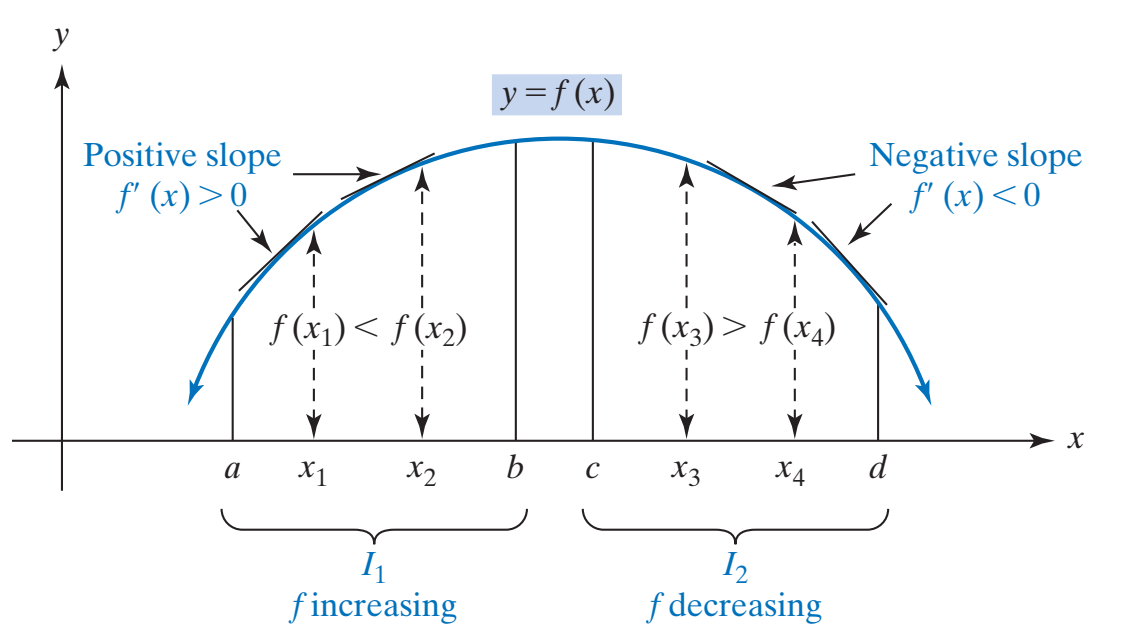 y
y = f (x)
Positive slope
f′ (x) > 0
Negative slope
f′ (x) < 0
f (x₁) < f (x₂)
f (x₃) > f (x₄)
x
a x₁ x₂ b c x₃ x₄ d
I₁
f increasing
I₂
f decreasing